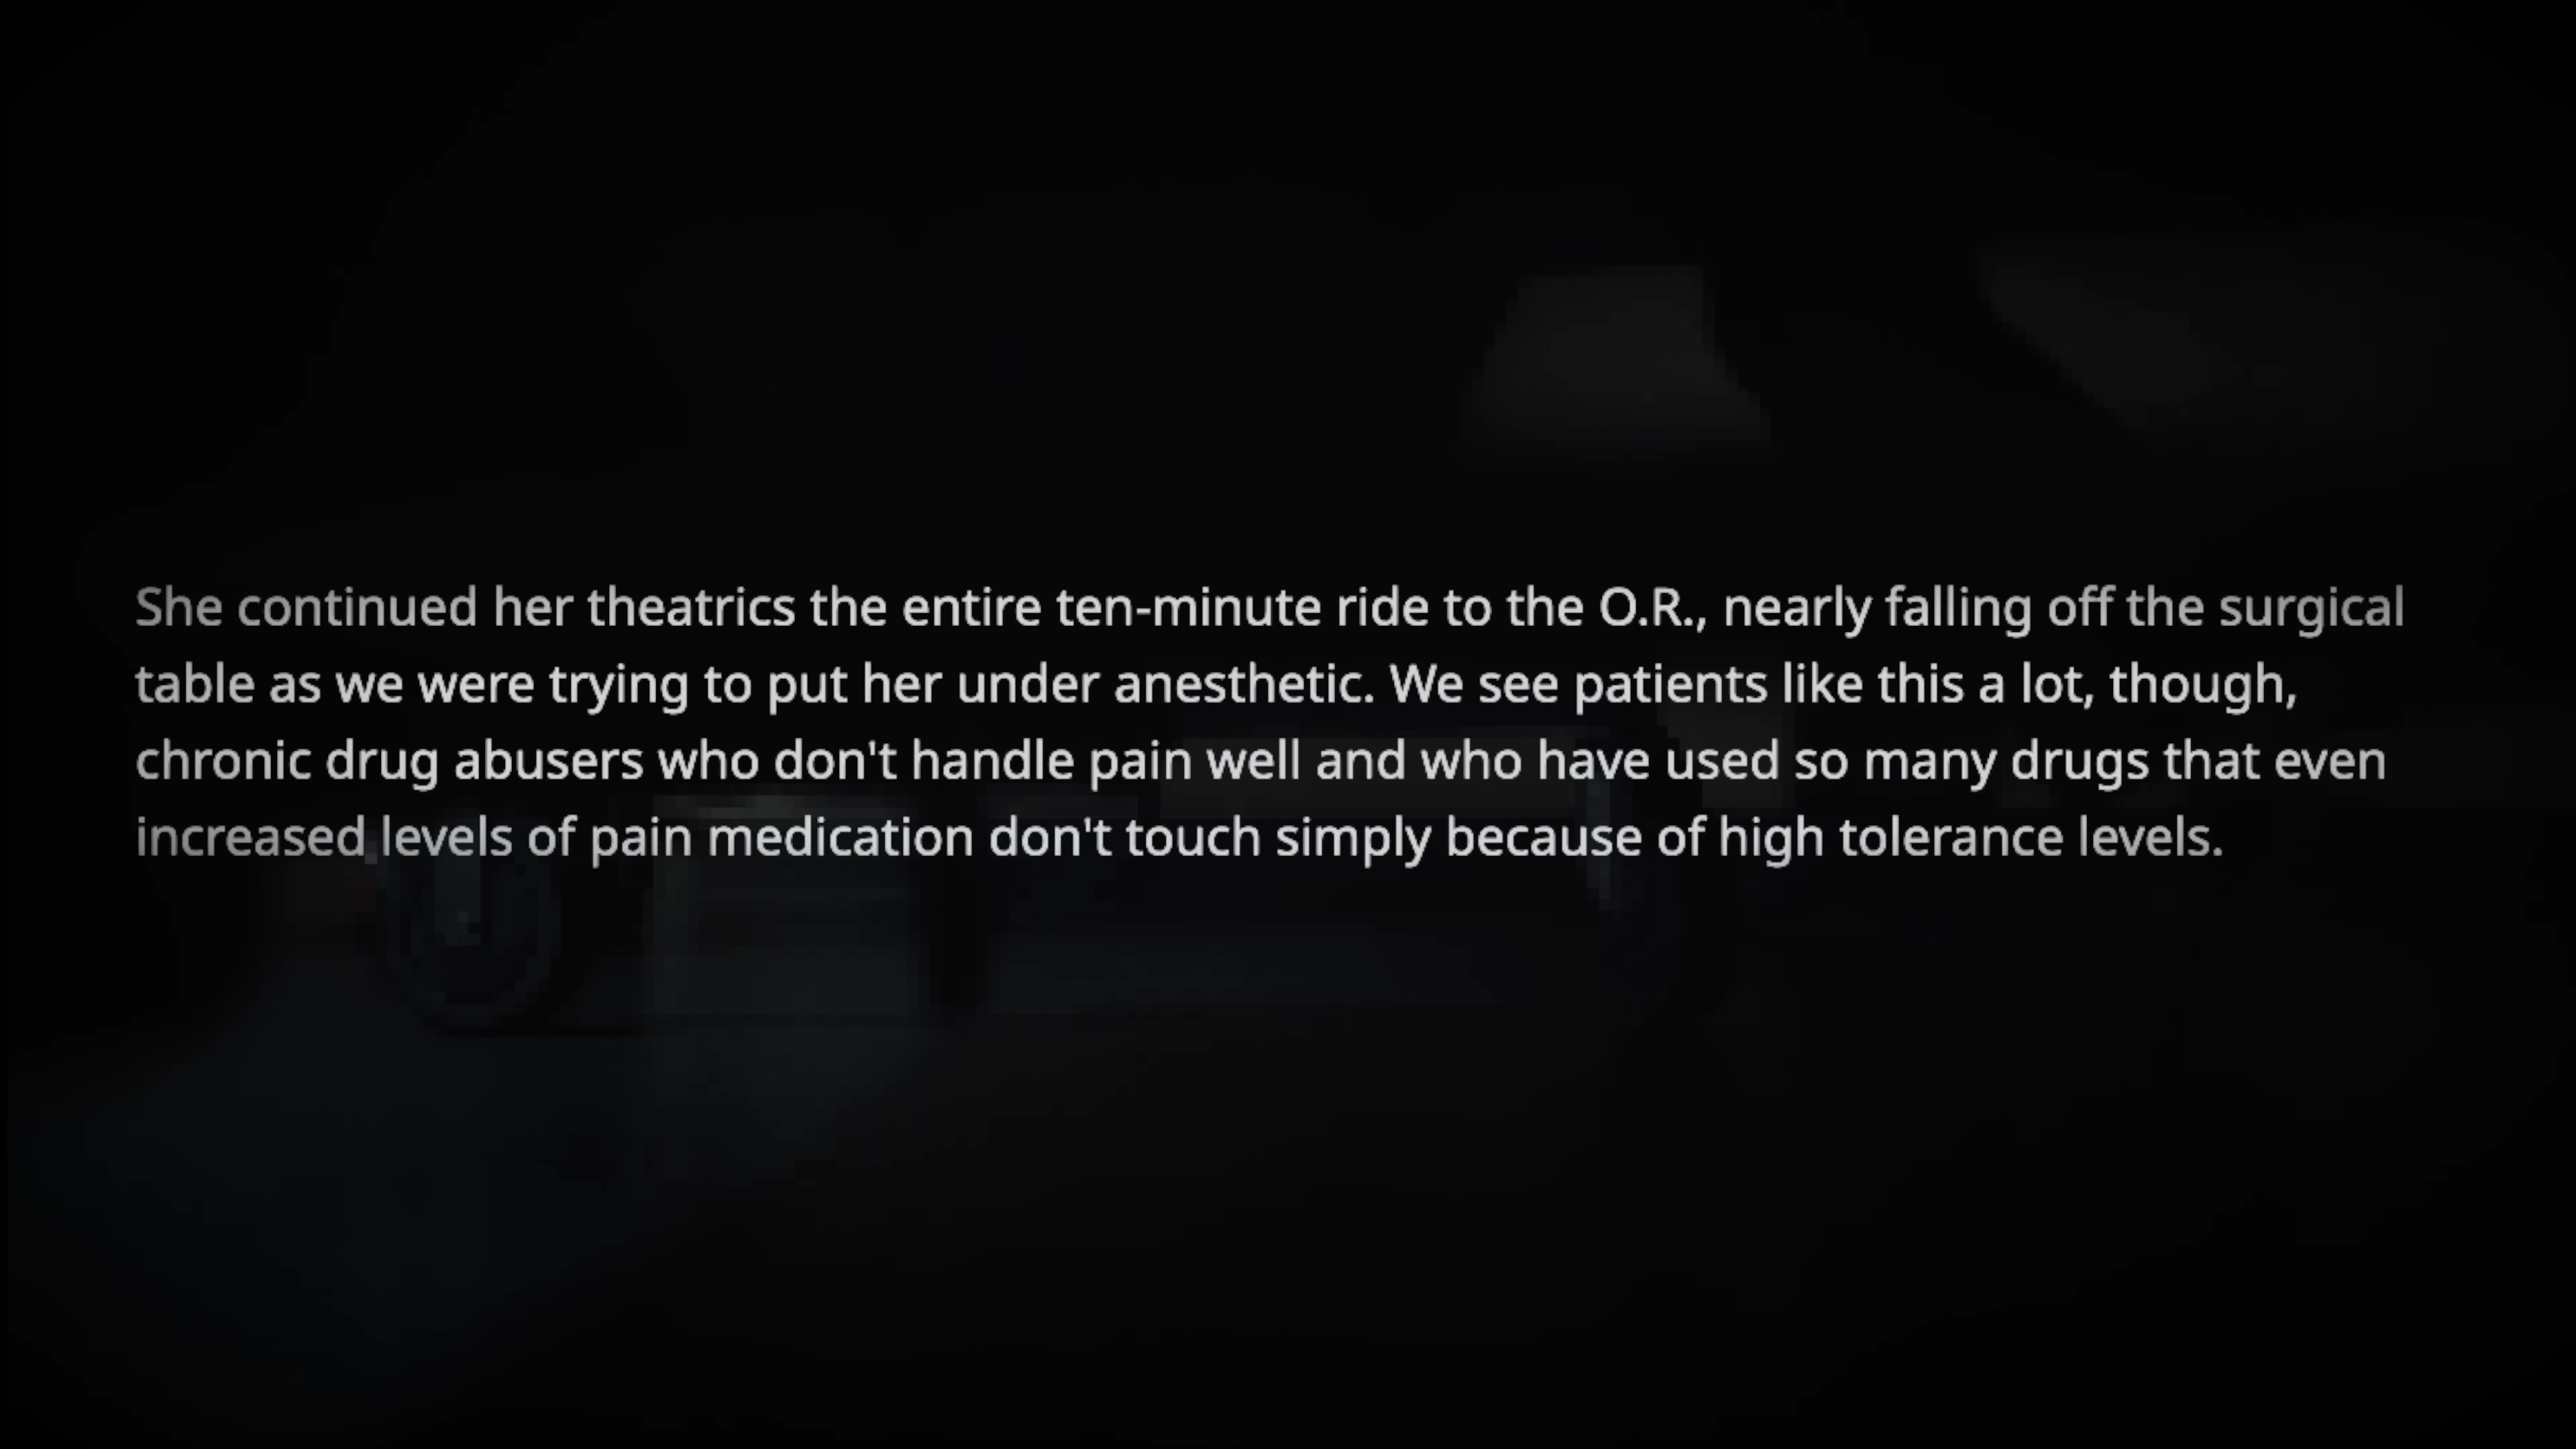 She continued her theatrics the entire ten-minute ride to the O.R., nearly falling off the surgical
table as we were trying to put her under anesthetic. We see patients like this a lot, though,
chronic drug abusers who don't handle pain well and who have used so many drugs that even
increased levels of pain medication don't touch simply because of high tolerance levels.